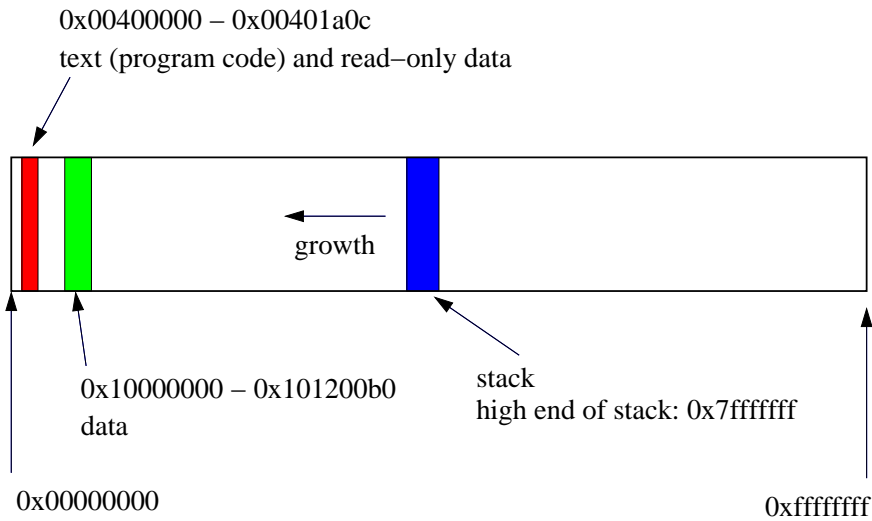 0x00400000 – 0x00401a0c
text (program code) and read−only data
growth
0x10000000 – 0x101200b0
data
stack
high end of stack: 0x7fffffff
0x00000000
0xffffffff